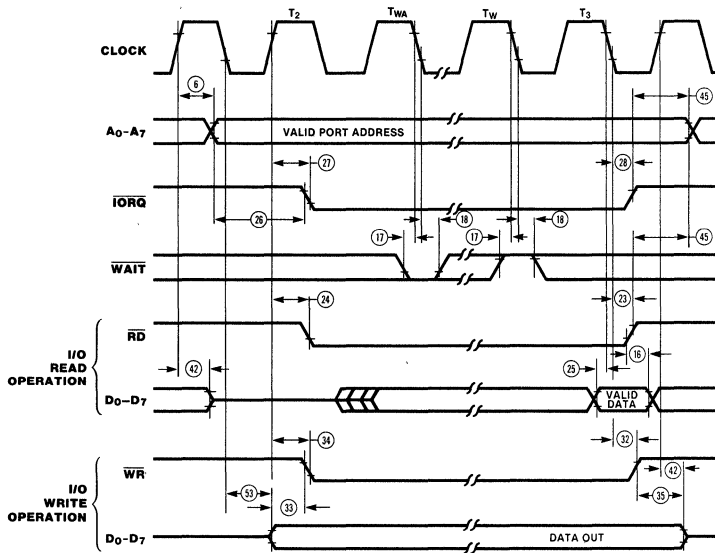 T2 TWA TW T3
CLOCK
6 45
A0–A7 VALID PORT ADDRESS
27 28
IORQ
26 18 18 45
17 17
WAIT
24 23
RD
I/O READ OPERATION
16
42 25
D0–D7 VALID DATA
34 32
WR 42
I/O WRITE OPERATION
53 33 35
D0–D7 DATA OUT